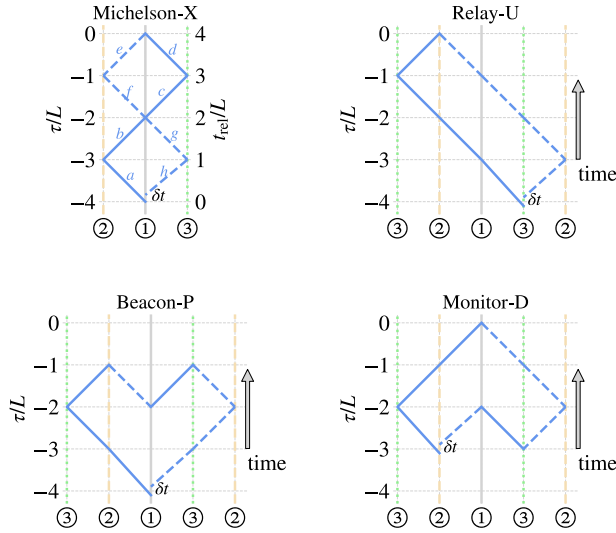 Michelson-X
τ/L
0
−1
−2
−3
−4
4
3
2
1
0
t_rel/L
e
d
f
c
b
g
a
h
δt
② ① ③
Relay-U
τ/L
0
−1
−2
−3
−4
δt
time
③ ② ① ③ ②
Beacon-P
τ/L
0
−1
−2
−3
−4
δt
time
③ ② ① ③ ②
Monitor-D
τ/L
0
−1
−2
−3
−4
δt
time
③ ② ① ③ ②